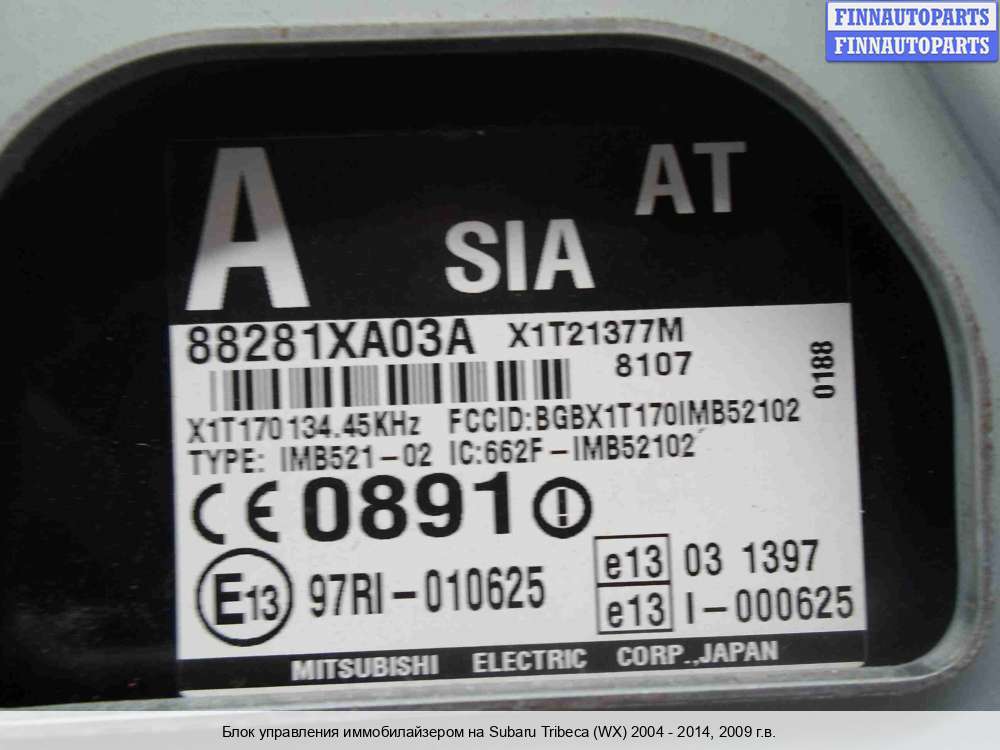 FINNAUTOPARTS
FINNAUTOPARTS
A
AT
SIA
88281XA03A X1T21377M
8107
0188
X1T170 134.45KHz FCCID:BGBX1T170IMB52102
TYPE: IMB521-02 IC:662F-IMB52102
CE 0891
E13 97RI-010625
e13 03 1397
e13 I-000625
MITSUBISHI ELECTRIC CORP.,JAPAN
Блок управления иммобилайзером на Subaru Tribeca (WX) 2004 - 2014, 2009 г.в.